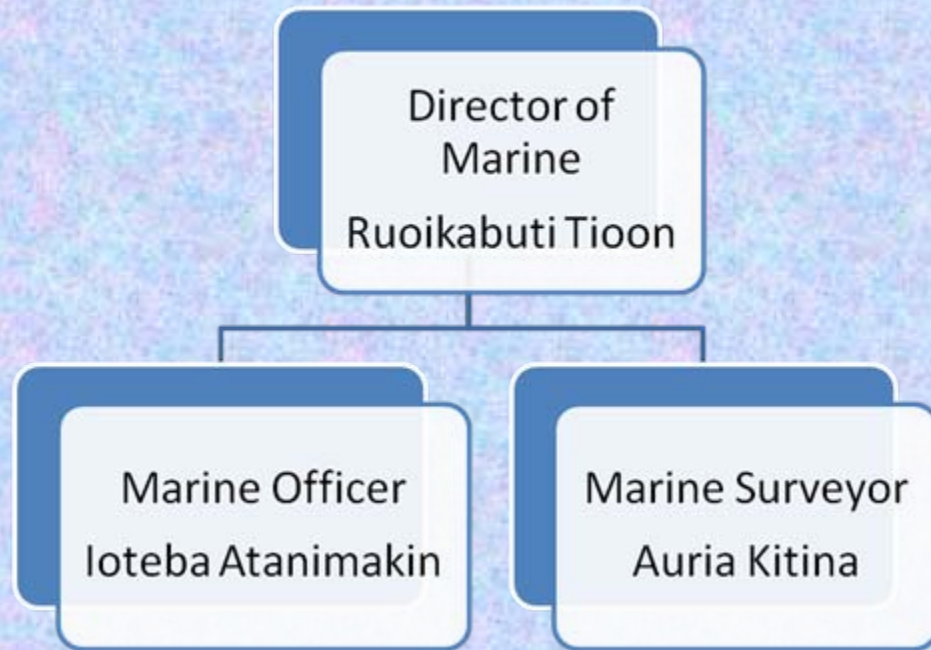 Director of
Marine
Ruoikabuti Tioon
Marine Officer
Ioteba Atanimakin
Marine Surveyor
Auria Kitina